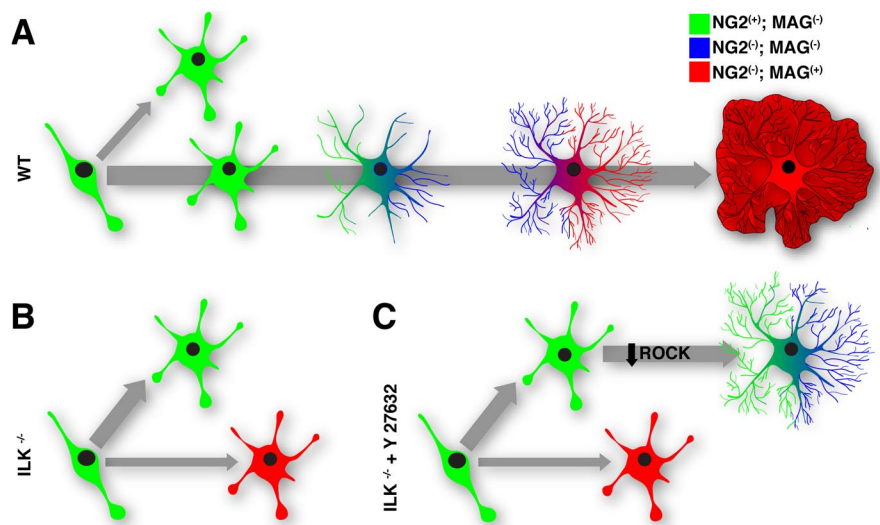 A
NG2(+); MAG(-)
NG2(-); MAG(-)
NG2(-); MAG(+)
WT
B
ILK -/-
C
ROCK
ILK -/- + Y 27632